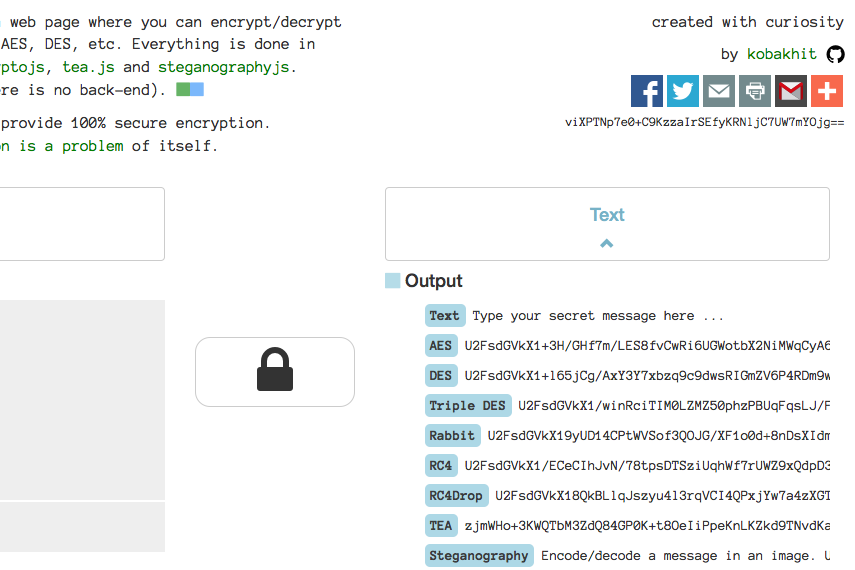 web page where you can encrypt/decrypt
AES, DES, etc. Everything is done in
ptojs, tea.js and steganographyjs.
ere is no back-end).
provide 100% secure encryption.
on is a problem of itself.
created with curiosity
by kobakhit
viXPTNp7e0+C9KzzaIrSEfyKRNljC7UW7mYOjg==
Text
Output
Text Type your secret message here ...
AES U2FsdGVkX1+3H/GHf7m/LES8fvCwRi6UGWotbX2NiMWqCyA6
DES U2FsdGVkX1+l65jCg/AxY3Y7xbzq9c9dwsRIGmZV6P4RDm9w
Triple DES U2FsdGVkX1/winRciTIM0LZMZ50phzPBUqFqsLJ/F
Rabbit U2FsdGVkX19yUD14CPtWVSof3QOJG/XF1o0d+8nDsXIdm
RC4 U2FsdGVkX1/ECeCIhJvN/78tpsDTSziUqhWf7rUWZ9xQdpD3
RC4Drop U2FsdGVkX18QkBLlqJszyu4l3rqVCI4QPxjYw7a4zXGT
TEA zjmWHo+3KWQTbM3ZdQ84GP0K+t8OeIiPpeKnLKZkd9TNvdKa
Steganography Encode/decode a message in an image. U